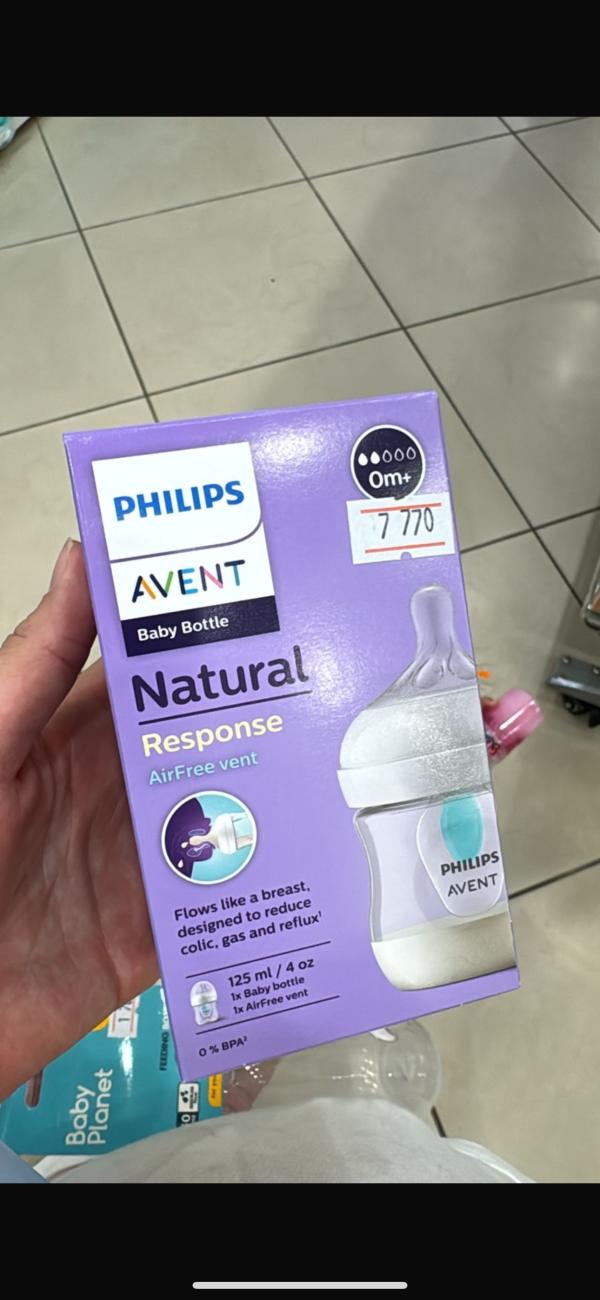 PHILIPS
AVENT
Baby Bottle
0m+
7 770
Natural
Response
AirFree vent
Flows like a breast,
designed to reduce
colic, gas and reflux¹
125 ml / 4 oz
1x Baby bottle
1x AirFree vent
0 % BPA²
PHILIPS
AVENT
Baby
Planet
FEEDING